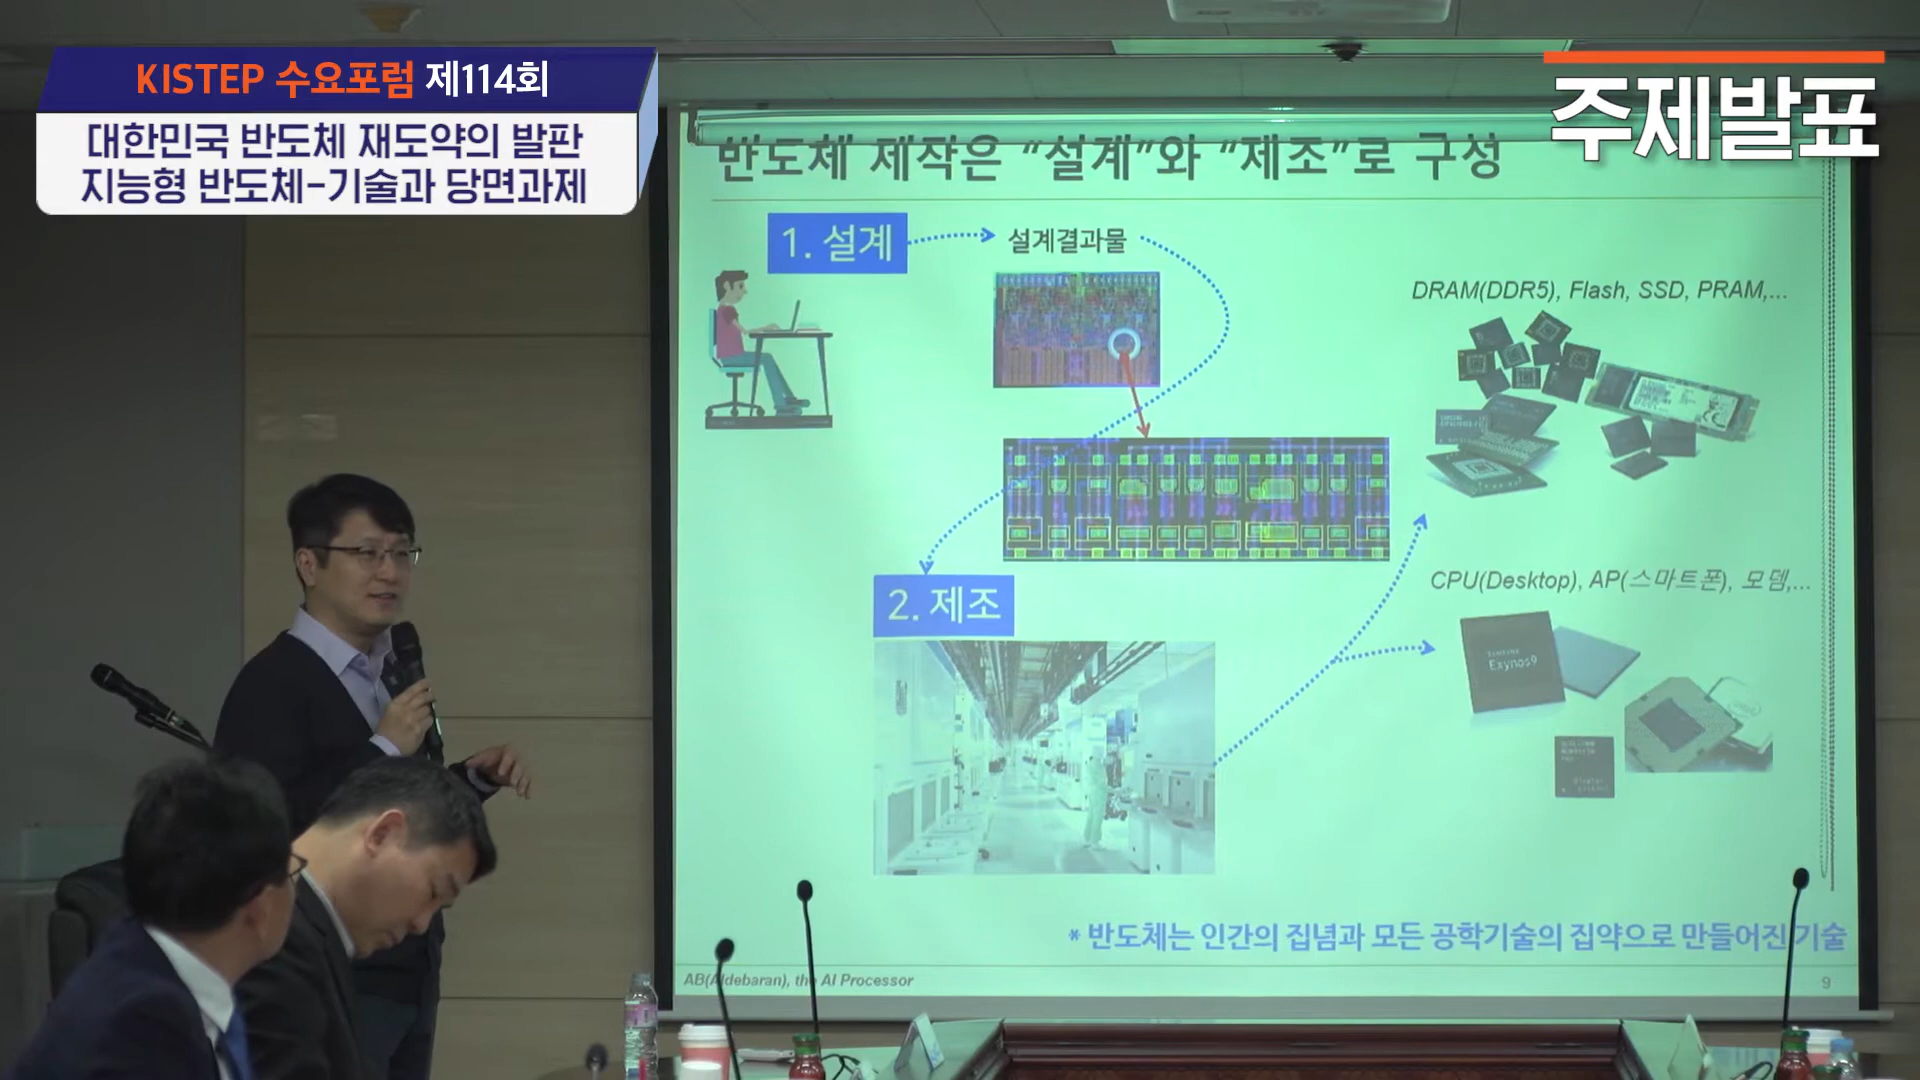 KISTEP 수요포럼 제114회
대한민국 반도체 재도약의 발판
지능형 반도체-기술과 당면과제
주제발표
반도체 제작은 "설계"와 "제조"로 구성
1. 설계
설계결과물
DRAM(DDR5), Flash, SSD, PRAM,...
2. 제조
CPU(Desktop), AP(스마트폰), 모뎀,...
SAMSUNG
Exynos9
* 반도체는 인간의 집념과 모든 공학기술의 집약으로 만들어진 기술
AB(Aldebaran), the AI Processor
9